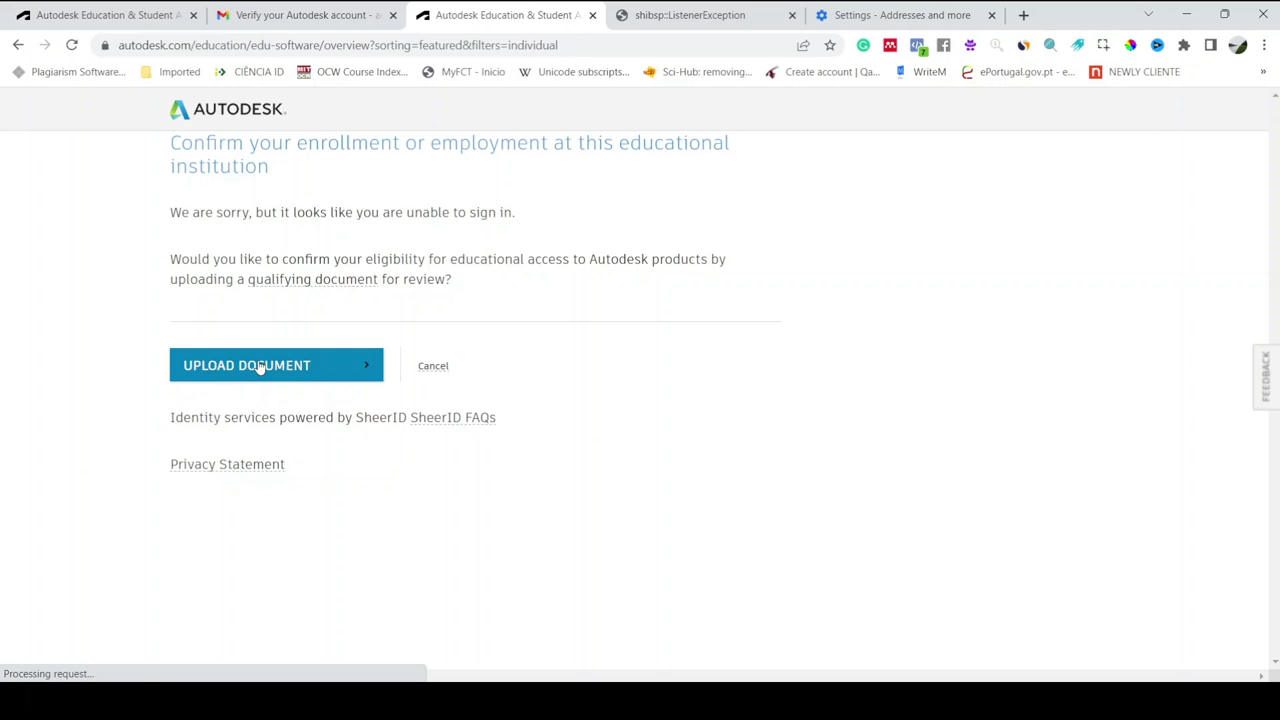 Autodesk Education & Student A
Verify your Autodesk account - a
Autodesk Education & Student A
shibsp::ListenerException
Settings - Addresses and more
autodesk.com/education/edu-software/overview?sorting=featured&filters=individual
7
Plagiarism Software...
Imported
CIÊNCIA ID
MIT
OCW Course Index...
MyFCT - Inicio
Unicode subscripts...
Sci-Hub: removing...
Create account | Qa...
WriteM
ePortugal.gov.pt - e...
NEWLY CLIENTE
»
AUTODESK
Confirm your enrollment or employment at this educational
institution
We are sorry, but it looks like you are unable to sign in.
Would you like to confirm your eligibility for educational access to Autodesk products by
uploading a qualifying document for review?
UPLOAD DOCUMENT
Cancel
FEEDBACK
Identity services powered by SheerID SheerID FAQs
Privacy Statement
Processing request...